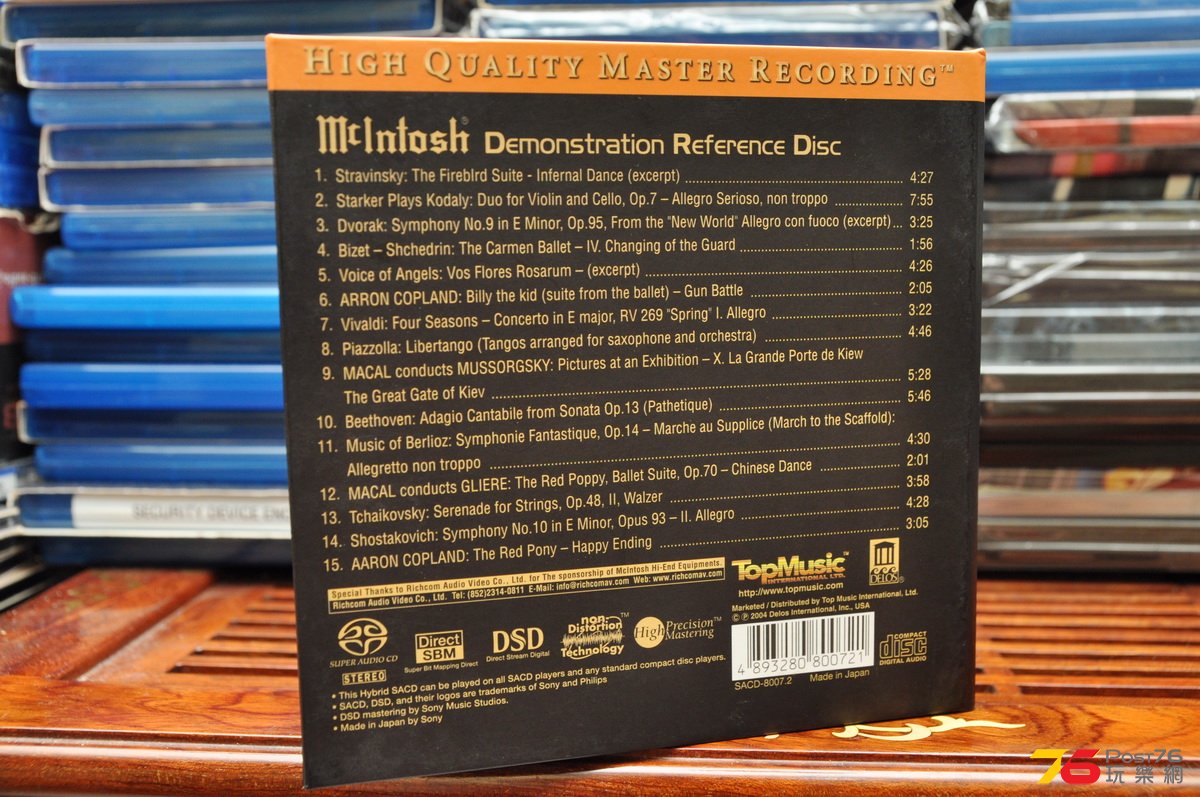 HIGH QUALITY MASTER RECORDING™
McIntosh® Demonstration Reference Disc
1. Stravinsky: The Fireblrd Suite - Infernal Dance (excerpt) 4:27
2. Starker Plays Kodaly: Duo for Violin and Cello, Op.7 – Allegro Serioso, non troppo 7:55
3. Dvorak: Symphony No.9 in E Minor, Op.95, From the "New World" Allegro con fuoco (excerpt) 3:25
4. Bizet – Shchedrin: The Carmen Ballet – IV. Changing of the Guard 1:56
5. Voice of Angels: Vos Flores Rosarum – (excerpt) 4:26
6. ARRON COPLAND: Billy the kid (suite from the ballet) – Gun Battle 2:05
7. Vivaldi: Four Seasons – Concerto in E major, RV 269 "Spring" I. Allegro 3:22
8. Piazzolla: Libertango (Tangos arranged for saxophone and orchestra) 4:46
9. MACAL conducts MUSSORGSKY: Pictures at an Exhibition – X. La Grande Porte de Kiew
The Great Gate of Kiev 5:28
10. Beethoven: Adagio Cantabile from Sonata Op.13 (Pathetique) 5:46
11. Music of Berlioz: Symphonie Fantastique, Op.14 – Marche au Supplice (March to the Scaffold):
Allegretto non troppo 4:30
12. MACAL conducts GLIERE: The Red Poppy, Ballet Suite, Op.70 – Chinese Dance 2:01
13. Tchaikovsky: Serenade for Strings, Op.48, II, Walzer 3:58
14. Shostakovich: Symphony No.10 in E Minor, Opus 93 – II. Allegro 4:28
15. AARON COPLAND: The Red Pony – Happy Ending 3:05
Special Thanks to Richcom Audio Video Co., Ltd. for The sponsorship of McIntosh Hi-End Equipments.
Richcom Audio Video Co., Ltd. Tel: (852)2314-0811 E-Mail: info@richcomav.com Web: www.richcomav.com
TopMusic™
INTERNATIONAL LTD.
http://www.topmusic.com
DELOS®
Marketed / Distributed by Top Music International, Ltd.
© ℗ 2004 Delos International, Inc., USA
SUPER AUDIO CD
STEREO
Direct
SBM
Super Bit Mapping Direct
DSD
Direct Stream Digital
non-
Distortion™
Technology
High Precision™
Mastering
4 893280 800721
SACD-8007.2 Made in Japan
COMPACT
disc
DIGITAL AUDIO
• This Hybrid SACD can be played on all SACD players and any standard compact disc players.
• SACD, DSD, and their logos are trademarks of Sony and Philips
• DSD mastering by Sony Music Studios.
• Made in Japan by Sony
SECURITY DEVICE
76 Post76
玩樂網